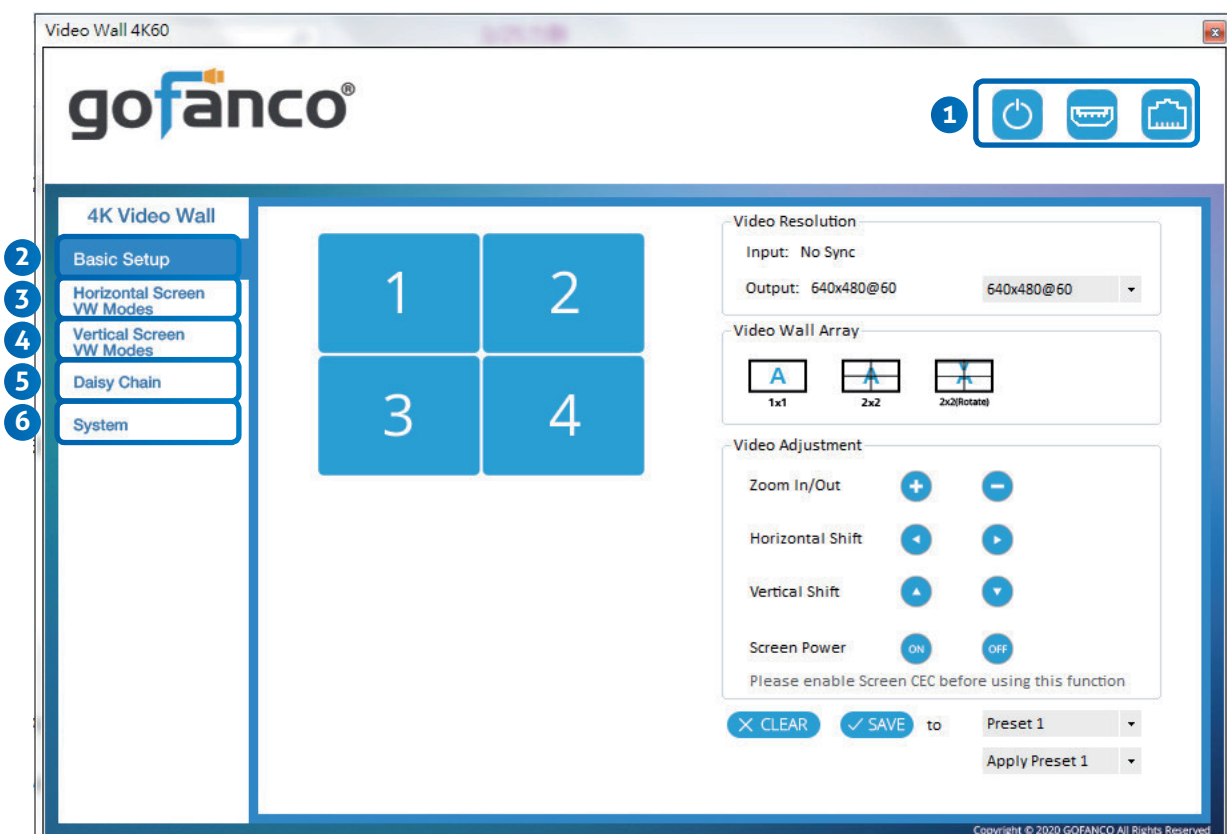 Video Wall 4K60
x
gofanco®
1
4K Video Wall
2 Basic Setup
3 Horizontal Screen
VW Modes
4 Vertical Screen
VW Modes
5 Daisy Chain
6 System
1 2
3 4
Video Resolution
Input: No Sync
Output: 640x480@60 640x480@60
Video Wall Array
A A A
1x1 2x2 2x2(Rotate)
Video Adjustment
Zoom In/Out
Horizontal Shift
Vertical Shift
Screen Power ON OFF
Please enable Screen CEC before using this function
CLEAR SAVE to Preset 1
Apply Preset 1
Copyright © 2020 GOFANCO All Rights Reserved